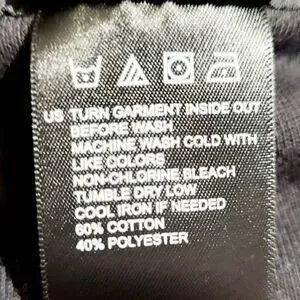 US TURN GARMENT INSIDE OUT
BEFORE WASH
MACHINE WASH COLD WITH
LIKE COLORS
NON-CHLORINE BLEACH
TUMBLE DRY LOW
COOL IRON IF NEEDED
60% COTTON
40% POLYESTER